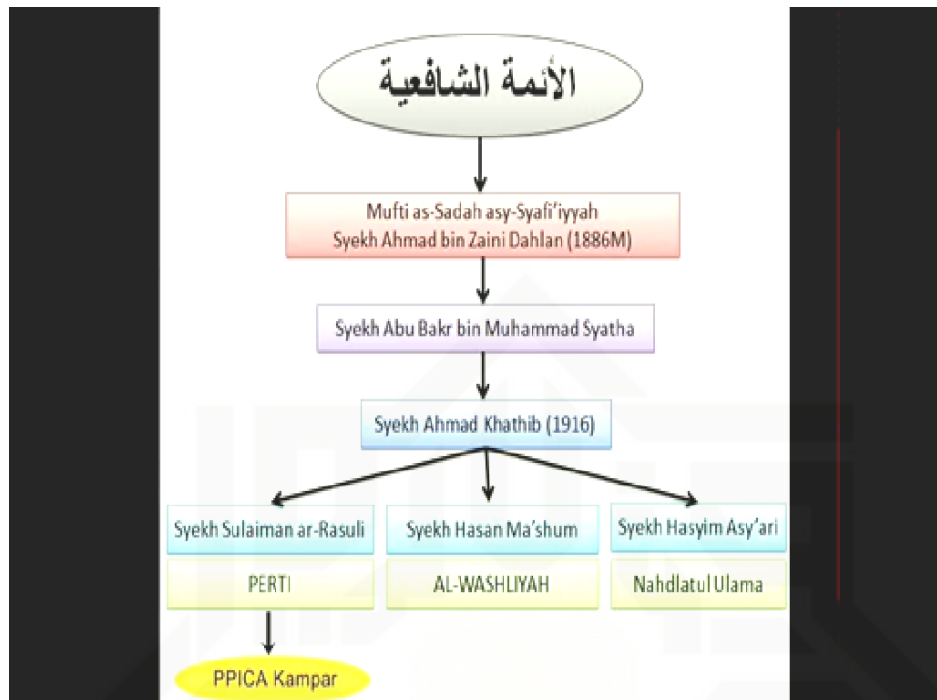 الأئمة الشافعية
Mufti as-Sadah asy-Syafi'iyyah
Syekh Ahmad bin Zaini Dahlan (1886M)
Syekh Abu Bakr bin Muhammad Syatha
Syekh Ahmad Khathib (1916)
Syekh Sulaiman ar-Rasuli
Syekh Hasan Ma'shum
Syekh Hasyim Asy'ari
PERTI
AL-WASHLIYAH
Nahdlatul Ulama
PPICA Kampar